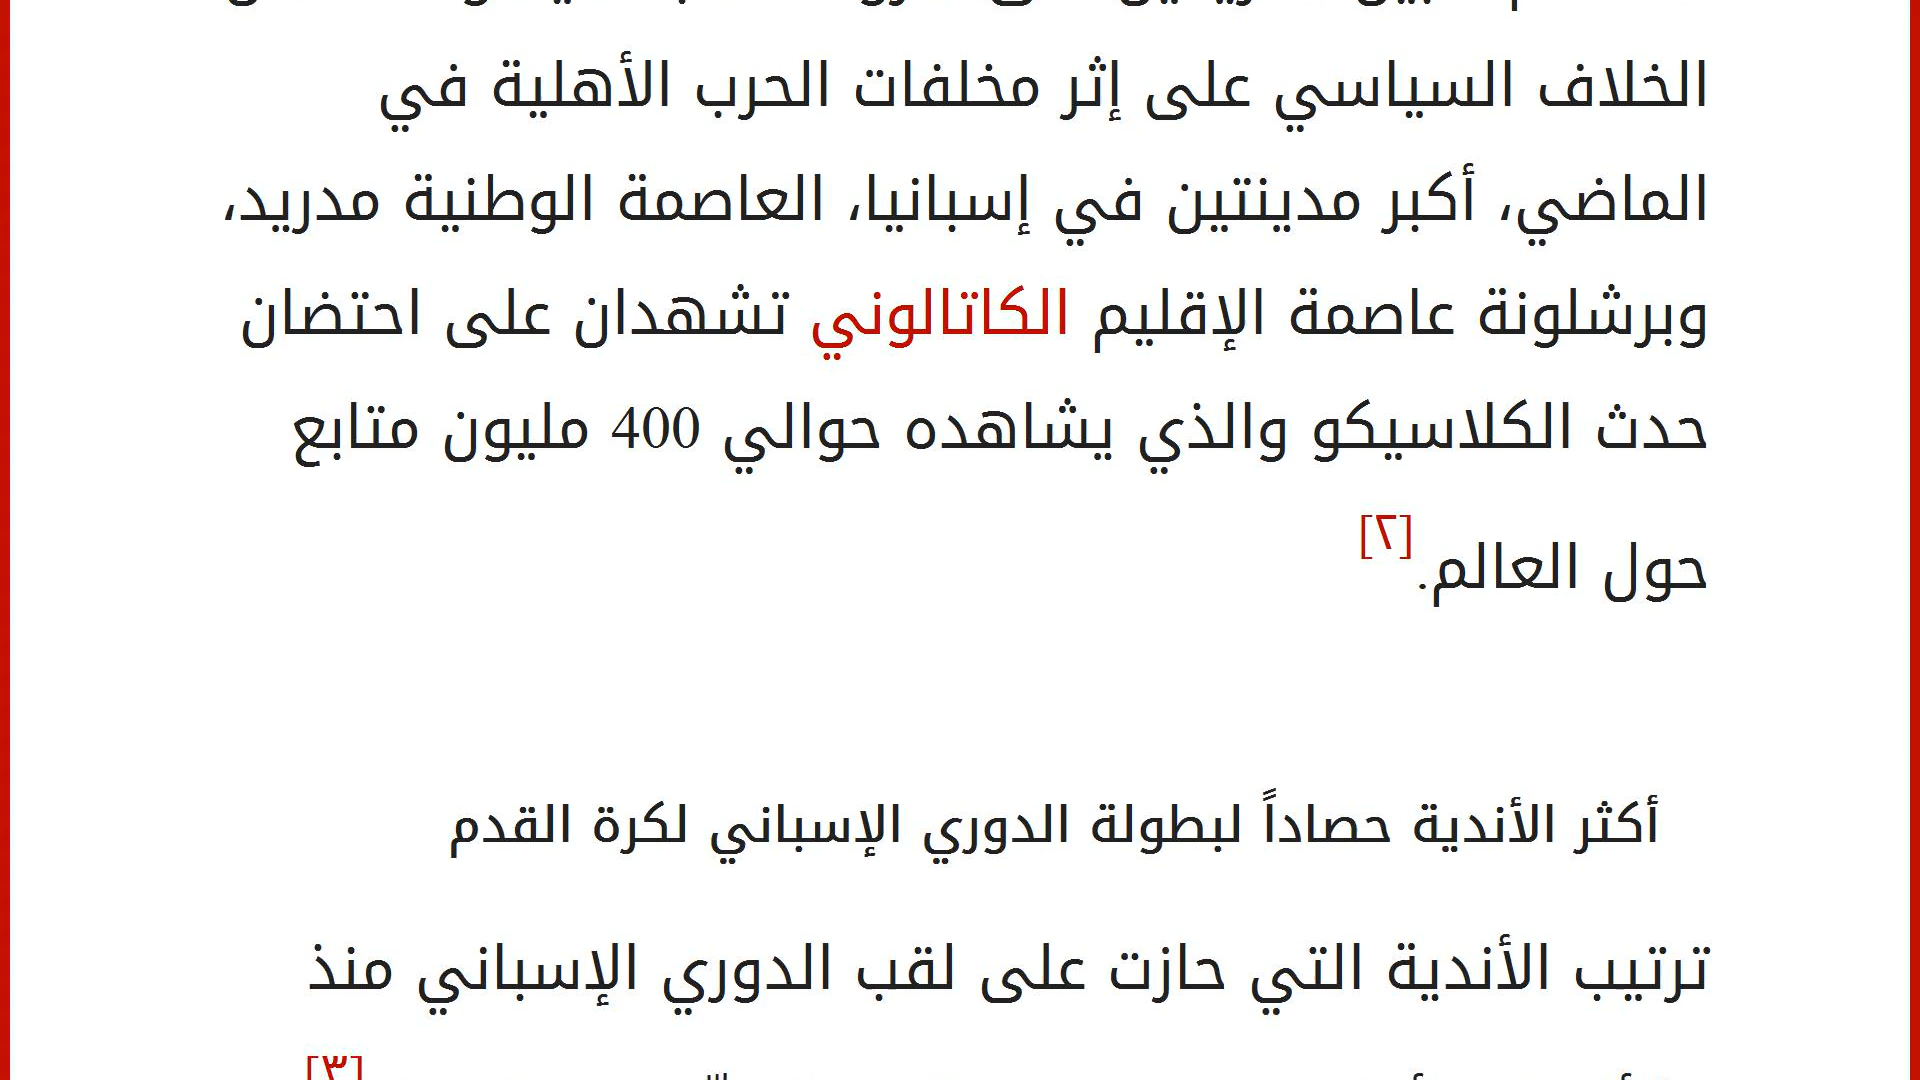 الخلاف السياسي على إثر مخلفات الحرب الأهلية في
الماضي، أكبر مدينتين في إسبانيا، العاصمة الوطنية مدريد،
وبرشلونة عاصمة الإقليم الكاتالوني تشهدان على احتضان
حدث الكلاسيكو والذي يشاهده حوالي 400 مليون متابع
حول العالم.[٢]
أكثر الأندية حصاداً لبطولة الدوري الإسباني لكرة القدم
ترتيب الأندية التي حازت على لقب الدوري الإسباني منذ
[٣]